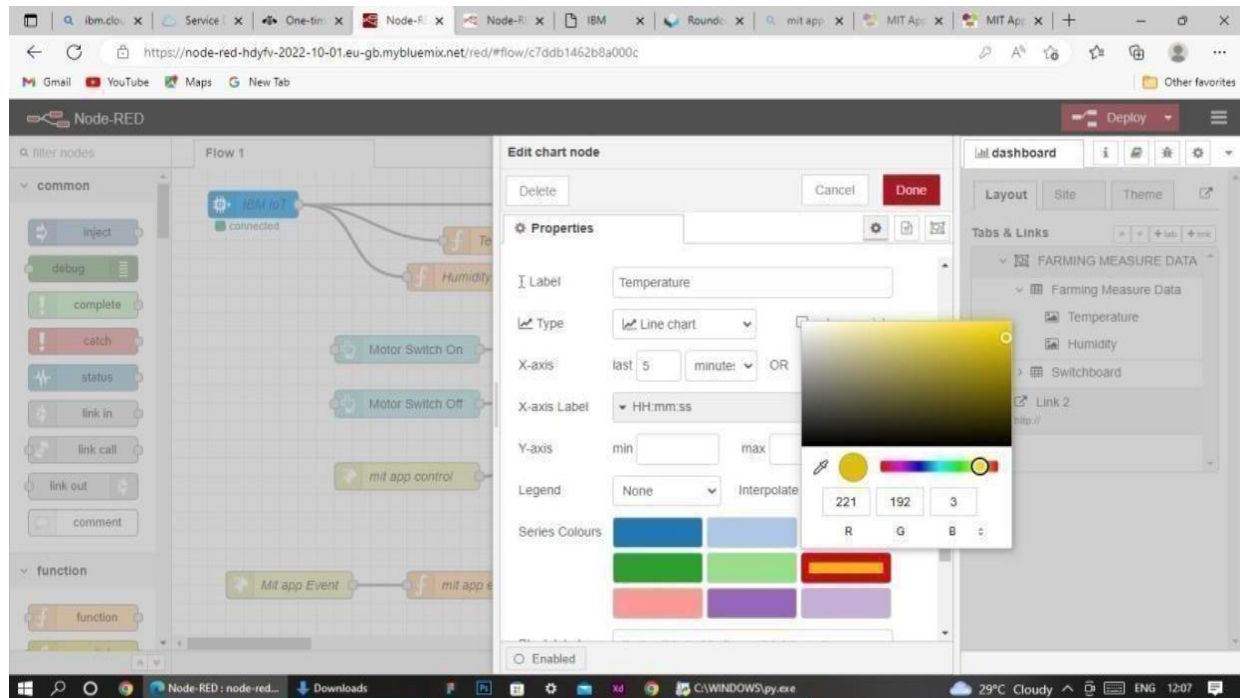 ibm.clo
Service
One-tim
Node-R
Node-R
IBM
Rounde
mit app
MIT App
MIT App
https://node-red-hdyfv-2022-10-01.eu-gb.mybluemix.net/red/#flow/c7ddb1462b8a000c
Gmail
YouTube
Maps
New Tab
Other favorites
Node-RED
Deploy
filter nodes
Flow 1
Edit chart node
dashboard
common
Delete
Cancel
Done
Layout
Site
Theme
IBM IoT
connected
Properties
Tabs & Links
tab
link
inject
Te
FARMING MEASURE DATA
debug
Humidity
Label
Temperature
Farming Measure Data
complete
Type
Line chart
Temperature
catch
Motor Switch On
Humidity
X-axis
last 5
minute:
OR
status
Switchboard
link in
Motor Switch Off
X-axis Label
HH:mm:ss
Link 2
http://
link call
Y-axis
min
max
mit app control
link out
Legend
None
Interpolate
221 192 3
comment
Series Colours
R G B
function
Mit app Event
mit app e
function
Enabled
Node-RED : node-red...
Downloads
C:\WINDOWS\py.exe
29°C Cloudy
ENG
12:07